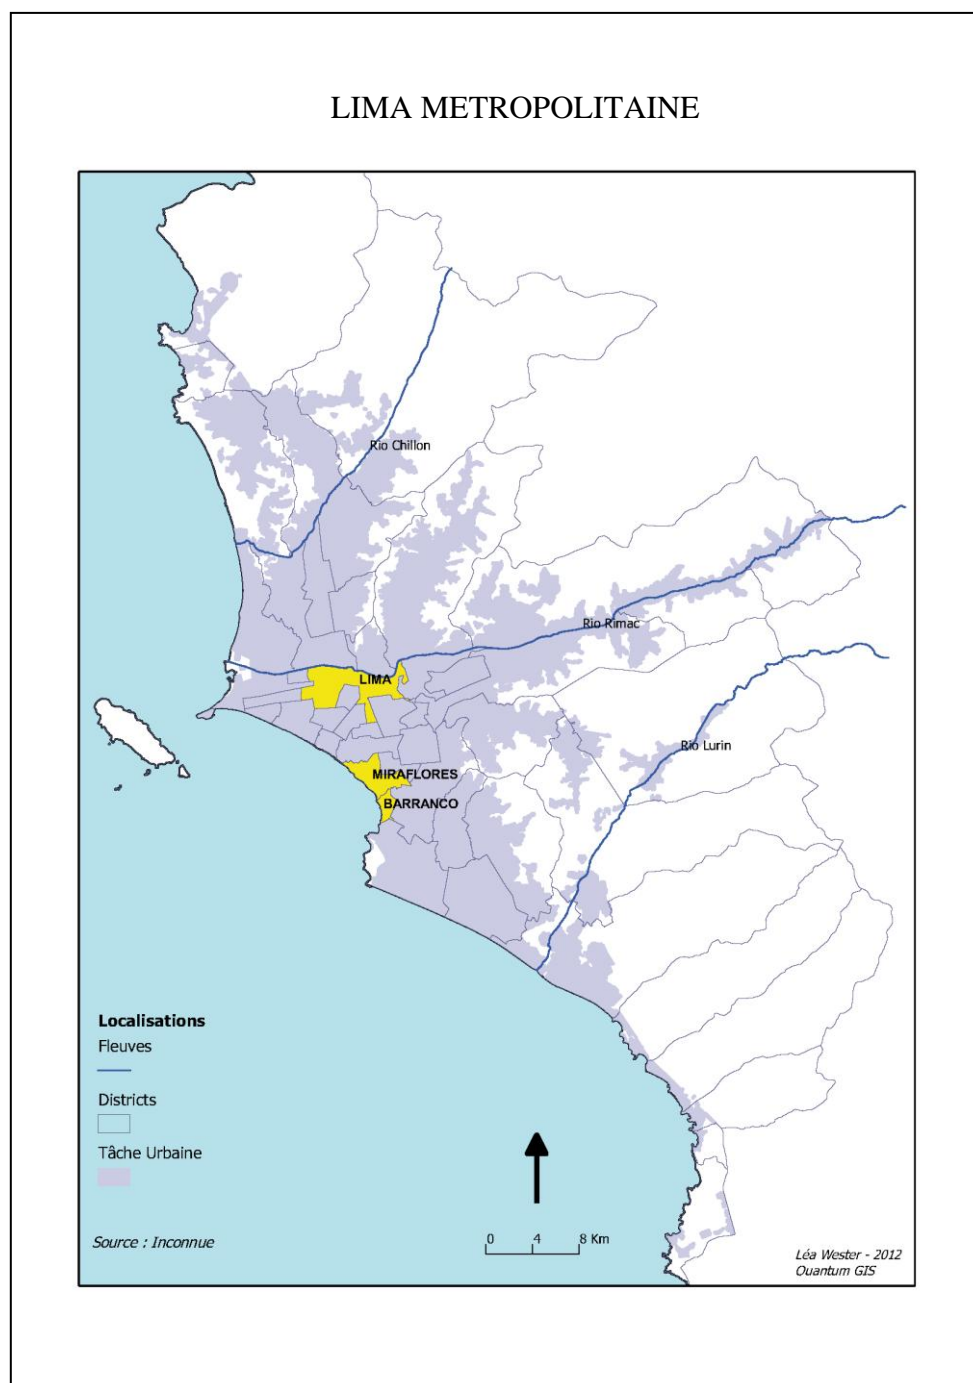 LIMA METROPOLITAINE
Rio Chillon
Rio Rimac
LIMA
Rio Lurin
MIRAFLORES
BARRANCO
Localisations
Fleuves
Districts
Tâche Urbaine
Source : Inconnue
0 4 8 Km
Léa Wester - 2012
Quantum GIS